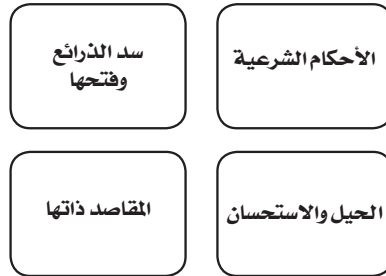 الأحكام الشرعية
سد الذرائع
وفتحها
الحيل والاستحسان
المقاصد ذاتها